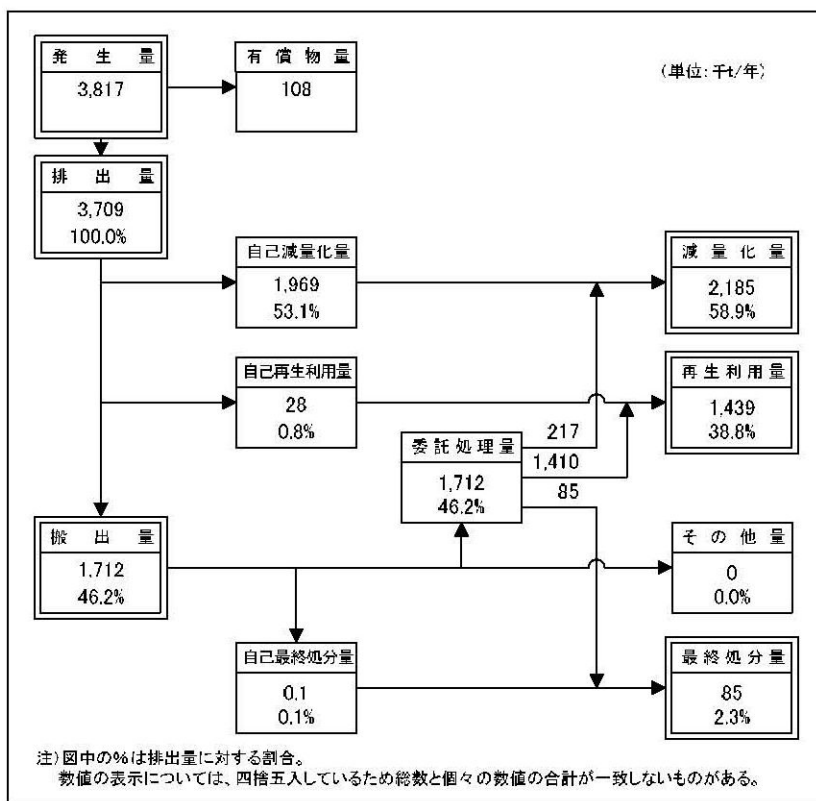 発生量
3,817
有償物量
108
(単位:千t/年)
排出量
3,709
100.0%
自己減量化量
1,969
53.1%
減量化量
2,185
58.9%
自己再生利用量
28
0.8%
再生利用量
1,439
38.8%
委託処理量
1,712
46.2%
217
1,410
85
搬出量
1,712
46.2%
その他量
0
0.0%
自己最終処分量
0.1
0.1%
最終処分量
85
2.3%
注)図中の%は排出量に対する割合。
数値の表示については、四捨五入しているため総数と個々の数値の合計が一致しないものがある。